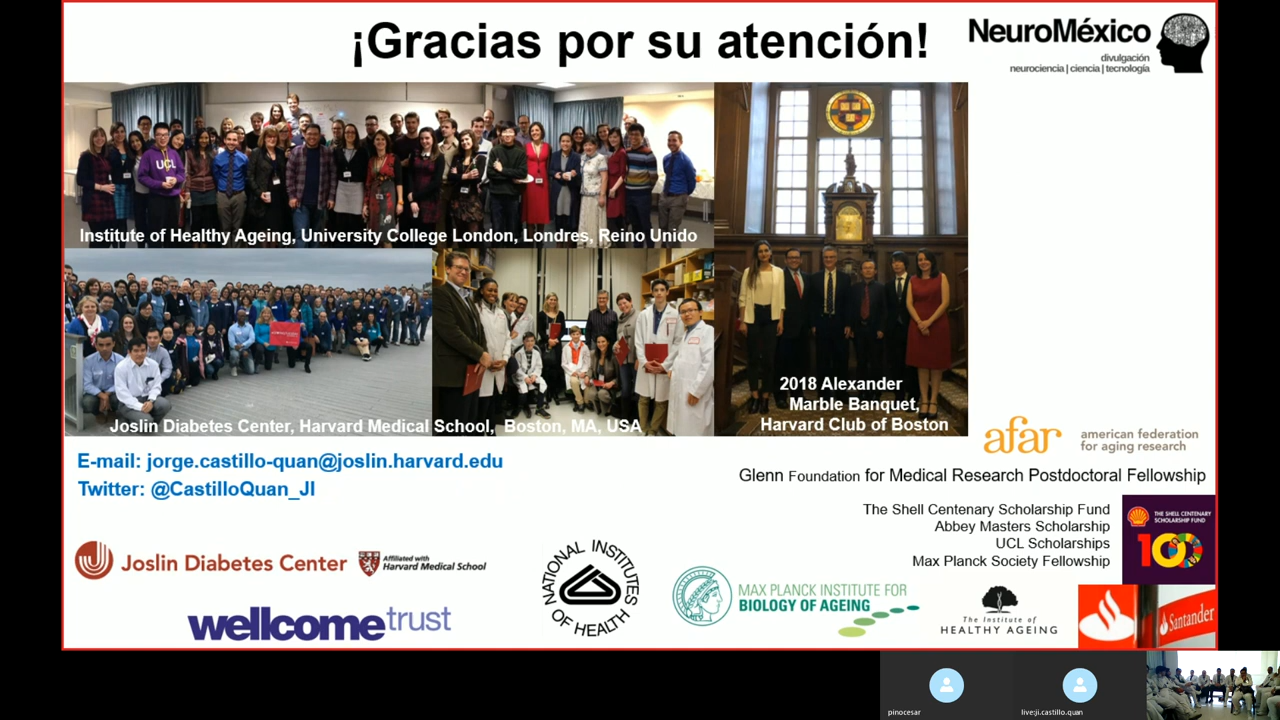 ¡Gracias por su atención!
NeuroMéxico
divulgación
neurociencia | ciencia | tecnología
UCL
Institute of Healthy Ageing, University College London, Londres, Reino Unido
Joslin Diabetes Center, Harvard Medical School, Boston, MA, USA
2018 Alexander
Marble Banquet,
Harvard Club of Boston
afar
american federation
for aging research
E-mail: jorge.castillo-quan@joslin.harvard.edu
Twitter: @CastilloQuan_JI
Glenn Foundation for Medical Research Postdoctoral Fellowship
The Shell Centenary Scholarship Fund
Abbey Masters Scholarship
UCL Scholarships
Max Planck Society Fellowship
THE SHELL CENTENARY
SCHOLARSHIP FUND
100
Joslin Diabetes Center
Affiliated with
Harvard Medical School
wellcometrust
NATIONAL INSTITUTES
OF HEALTH
MAX PLANCK INSTITUTE FOR
BIOLOGY OF AGEING
The Institute of
HEALTHY AGEING
Santander
pinocesar
live:ji.castillo.quan